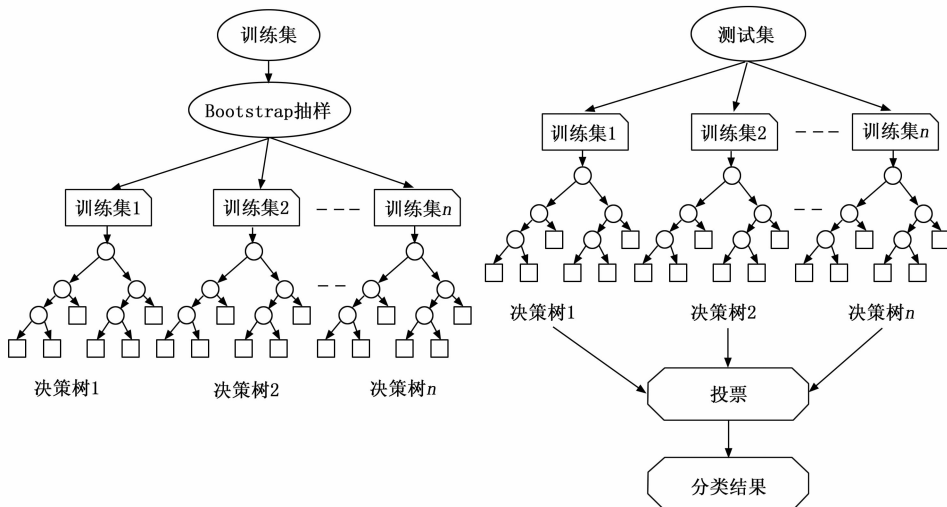 训练集
Bootstrap抽样
训练集1
训练集2
训练集n
决策树1
决策树2
决策树n
测试集
训练集1
训练集2
训练集n
决策树1
决策树2
决策树n
投票
分类结果